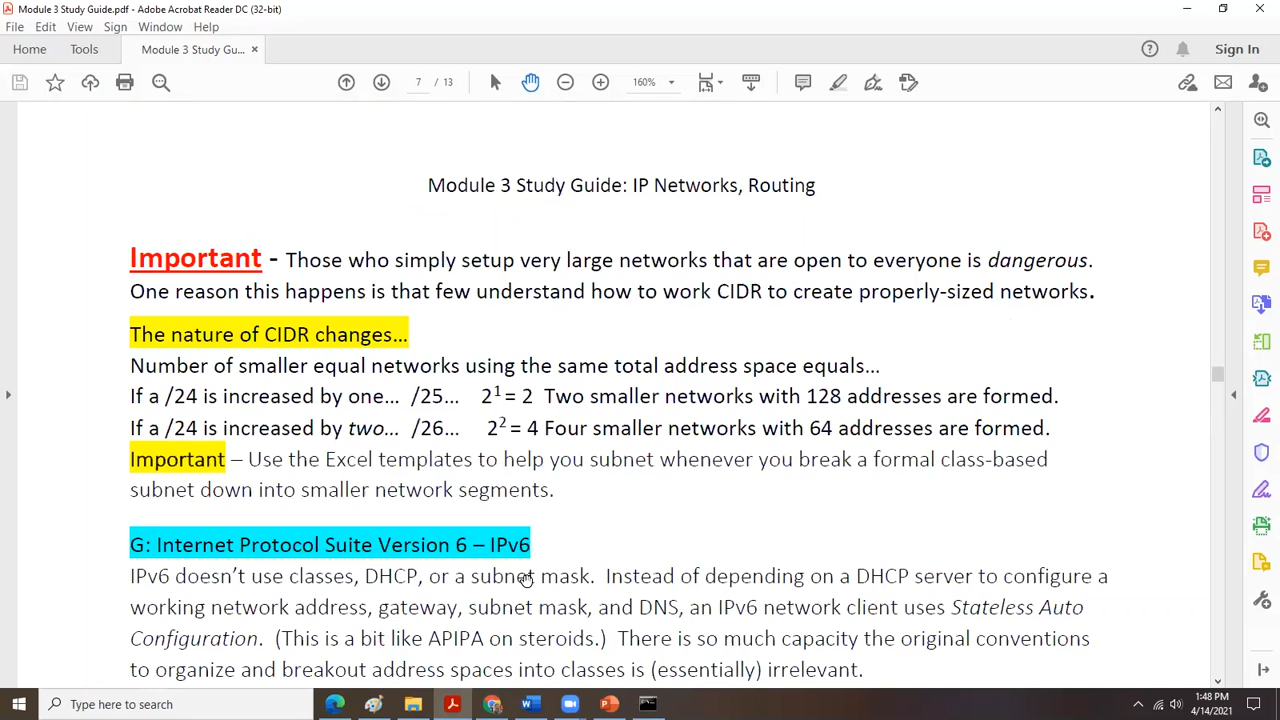 Module 3 Study Guide.pdf - Adobe Acrobat Reader DC (32-bit)
File Edit View Sign Window Help
Home Tools Module 3 Study Gu... × Sign In
7 / 13 160%
Module 3 Study Guide: IP Networks, Routing
Important - Those who simply setup very large networks that are open to everyone is dangerous.
One reason this happens is that few understand how to work CIDR to create properly-sized networks.
The nature of CIDR changes…
Number of smaller equal networks using the same total address space equals…
If a /24 is increased by one… /25… 2¹ = 2 Two smaller networks with 128 addresses are formed.
If a /24 is increased by two… /26… 2² = 4 Four smaller networks with 64 addresses are formed.
Important – Use the Excel templates to help you subnet whenever you break a formal class-based
subnet down into smaller network segments.
G: Internet Protocol Suite Version 6 – IPv6
IPv6 doesn't use classes, DHCP, or a subnet mask. Instead of depending on a DHCP server to configure a
working network address, gateway, subnet mask, and DNS, an IPv6 network client uses Stateless Auto
Configuration. (This is a bit like APIPA on steroids.) There is so much capacity the original conventions
to organize and breakout address spaces into classes is (essentially) irrelevant.
Type here to search
1:48 PM
4/14/2021